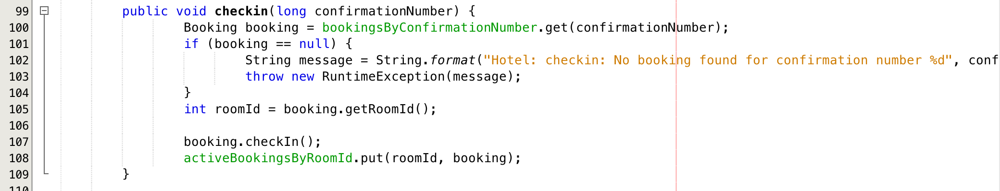 99 public void checkin(long confirmationNumber) {
100 Booking booking = bookingsByConfirmationNumber.get(confirmationNumber);
101 if (booking == null) {
102 String message = String.format("Hotel: checkin: No booking found for confirmation number %d", conf
103 throw new RuntimeException(message);
104 }
105 int roomId = booking.getRoomId();
106
107 booking.checkIn();
108 activeBookingsByRoomId.put(roomId, booking);
109 }
110